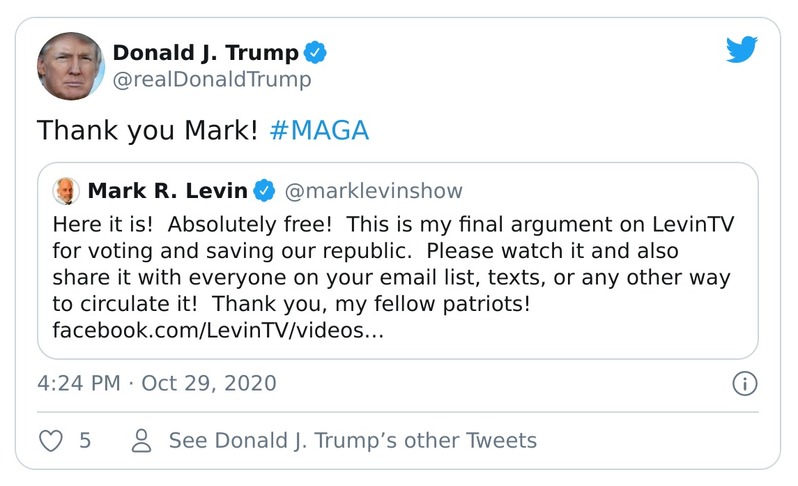 Donald J. Trump
@realDonaldTrump
Thank you Mark! #MAGA
Mark R. Levin @marklevinshow
Here it is!  Absolutely free!  This is my final argument on LevinTV
for voting and saving our republic.  Please watch it and also
share it with everyone on your email list, texts, or any other way
to circulate it!  Thank you, my fellow patriots!
facebook.com/LevinTV/videos…
4:24 PM · Oct 29, 2020
5 See Donald J. Trump’s other Tweets